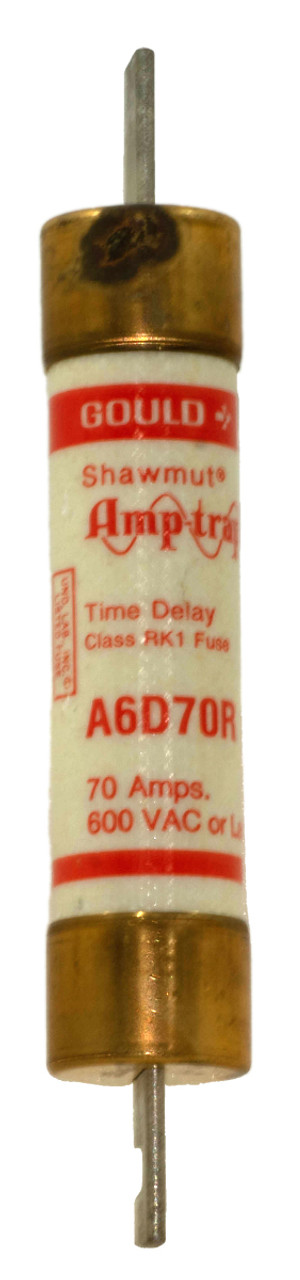 GOULD
Shawmut®
Amp-trap
Time Delay
Class RK1 Fuse
A6D70R
70 Amps.
600 VAC or